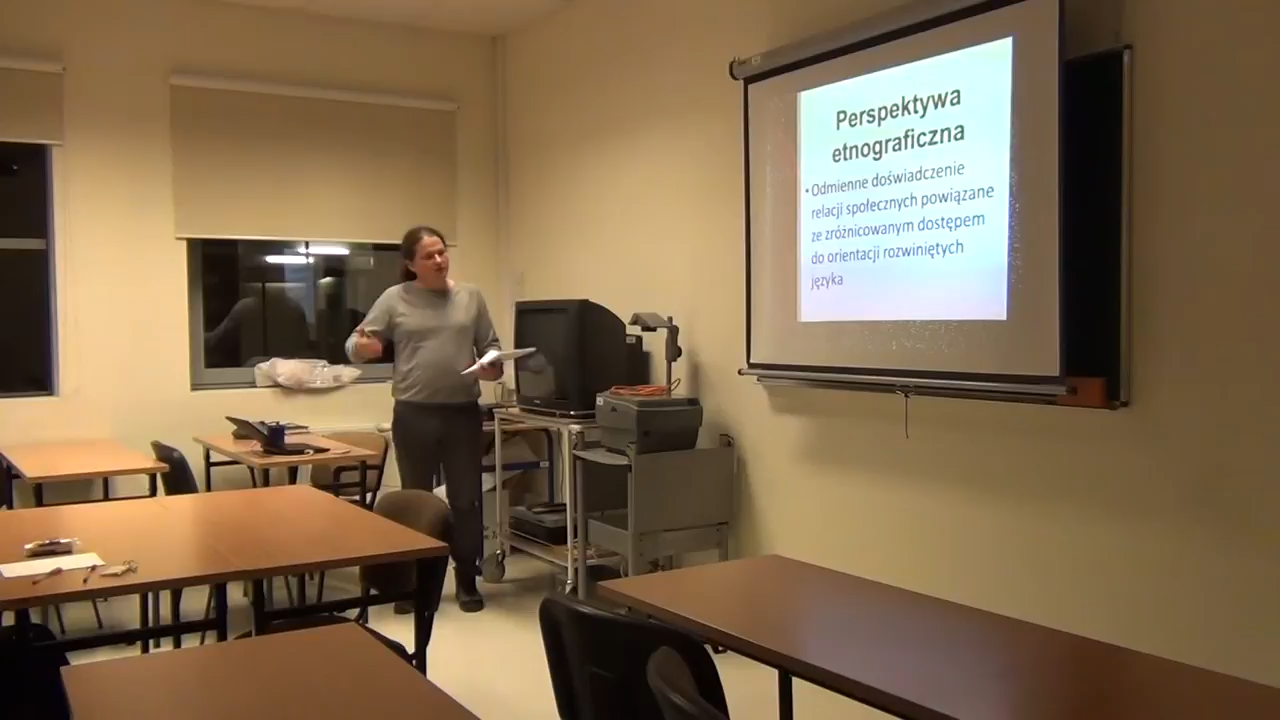 Perspektywa
etnograficzna
• Odmienne doświadczenie
relacji społecznych powiązane
ze zróżnicowanym dostępem
do orientacji rozwiniętych
języka